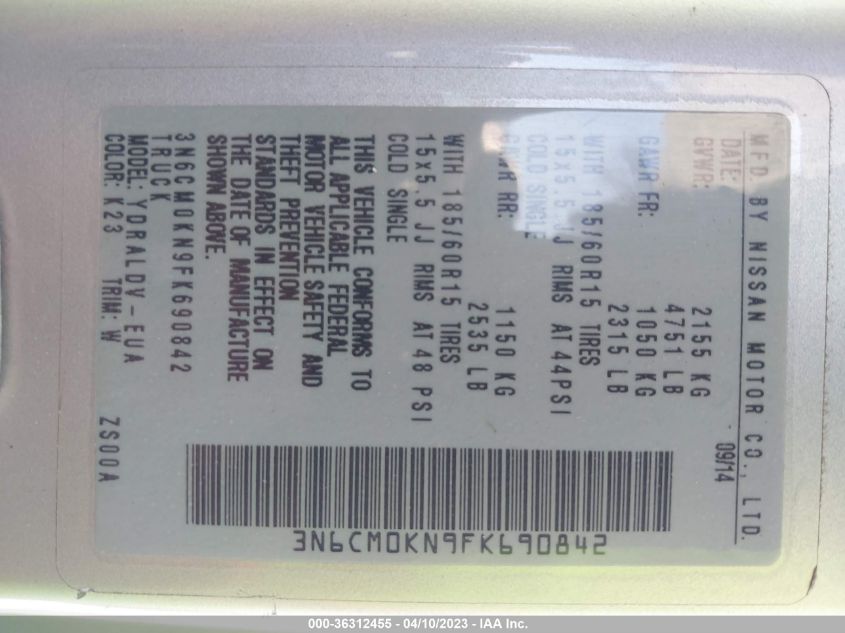 MFD BY NISSAN MOTOR CO., LTD.
DATE: 09/14
GVWR: 2155 KG
4751 LB
GAWR FR: 1050 KG
2315 LB
WITH 185/60R15 TIRES
15X5.5 JJ RIMS AT 44PSI
COLD SINGLE
GAWR RR: 1150 KG
2535 LB
WITH 185/60R15 TIRES
15X5.5 JJ RIMS AT 48 PSI
COLD SINGLE
THIS VEHICLE CONFORMS TO
ALL APPLICABLE FEDERAL
MOTOR VEHICLE SAFETY AND
THEFT PREVENTION
STANDARDS IN EFFECT ON
THE DATE OF MANUFACTURE
SHOWN ABOVE.
3N6CM0KN9FK690842
TRUCK
MODEL: YDRALDV-EUA
COLOR: K23 TRIM: W ZS00A
3N6CM0KN9FK690842
000-36312455 - 04/10/2023 - IAA Inc.